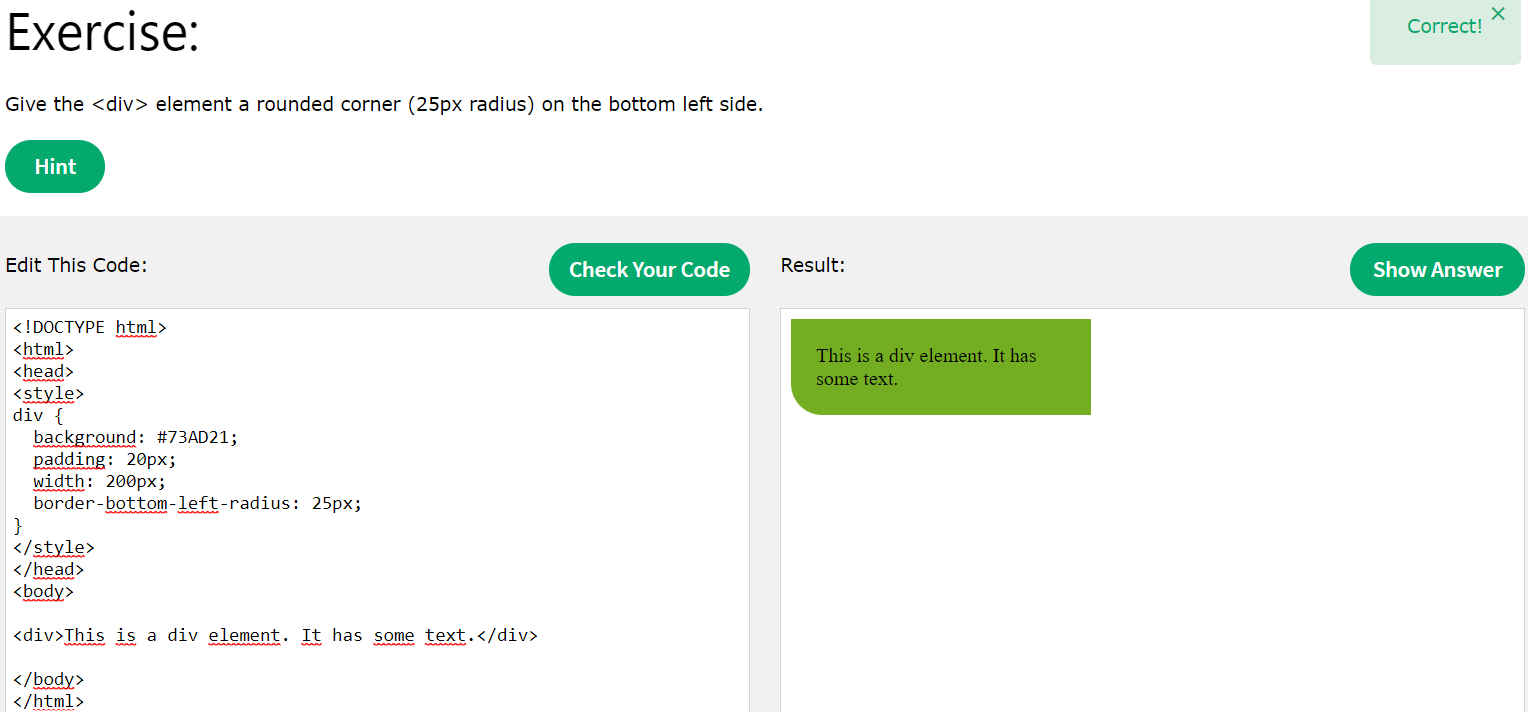 Exercise:
Correct!
×
Give the <div> element a rounded corner (25px radius) on the bottom left side.
Hint
Edit This Code:
Check Your Code
Result:
Show Answer
<!DOCTYPE html>
<html>
<head>
<style>
div {
  background: #73AD21;
  padding: 20px;
  width: 200px;
  border-bottom-left-radius: 25px;
}
</style>
</head>
<body>

<div>This is a div element. It has some text.</div>

</body>
</html>
This is a div element. It has
some text.